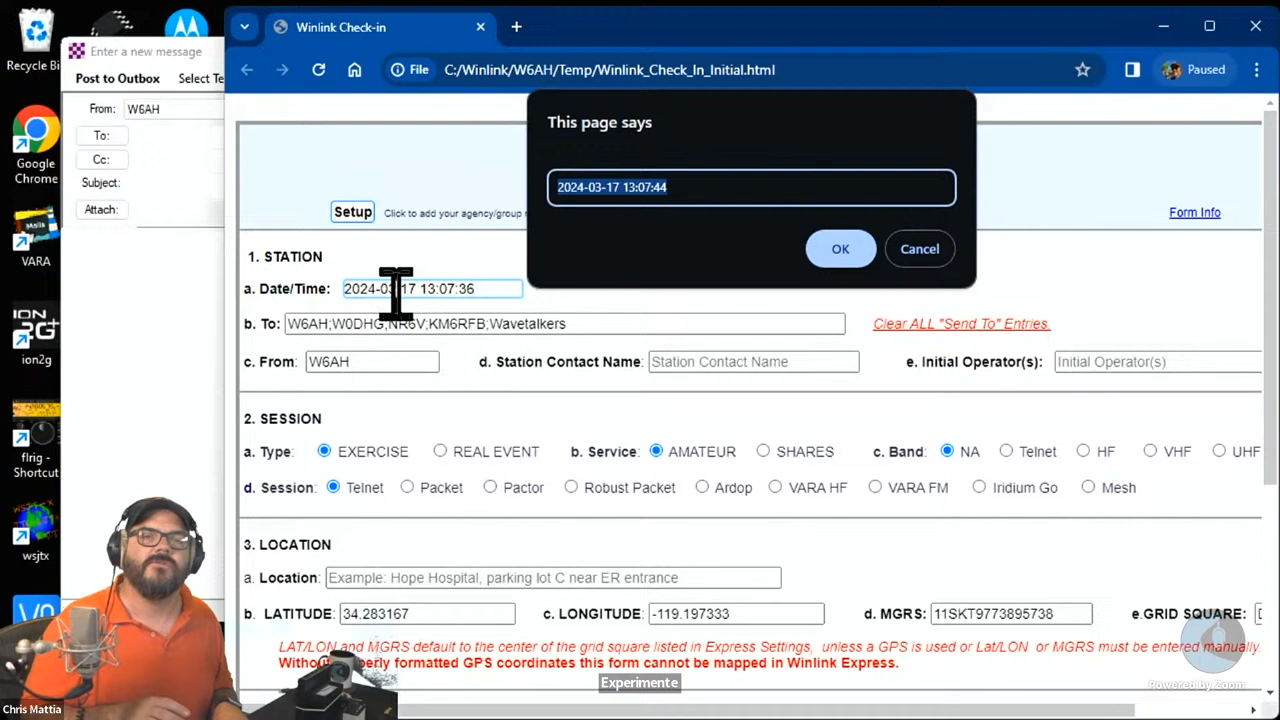 Recycle Bin
Google
Chrome
VARA
ion2g
flrig -
Shortcut
wsjtx
Enter a new message
Post to Outbox
Select Te
From: W6AH
To:
Cc:
Subject:
Attach:
Winlink Check-in
File C:/Winlink/W6AH/Temp/Winlink_Check_In_Initial.html
Paused
This page says
2024-03-17 13:07:44
OK Cancel
Setup Click to add your agency/group
Form Info
1. STATION
a. Date/Time: 2024-03-17 13:07:36
b. To: W6AH;W0DHG;NR6V;KM6RFB;Wavetalkers Clear ALL "Send To" Entries.
c. From: W6AH d. Station Contact Name: Station Contact Name e. Initial Operator(s): Initial Operator(s)
2. SESSION
a. Type: EXERCISE REAL EVENT b. Service: AMATEUR SHARES c. Band: NA Telnet HF VHF UHF
d. Session: Telnet Packet Pactor Robust Packet Ardop VARA HF VARA FM Iridium Go Mesh
3. LOCATION
a. Location: Example: Hope Hospital, parking lot C near ER entrance
b. LATITUDE: 34.283167 c. LONGITUDE: -119.197333 d. MGRS: 11SKT9773895738 e.GRID SQUARE:
LAT/LON and MGRS default to the center of the grid square listed in Express Settings, unless a GPS is used or Lat/LON or MGRS must be entered manually.
Without properly formatted GPS coordinates this form cannot be mapped in Winlink Express.
Experimente
Chris Mattia
Powered by Zoom